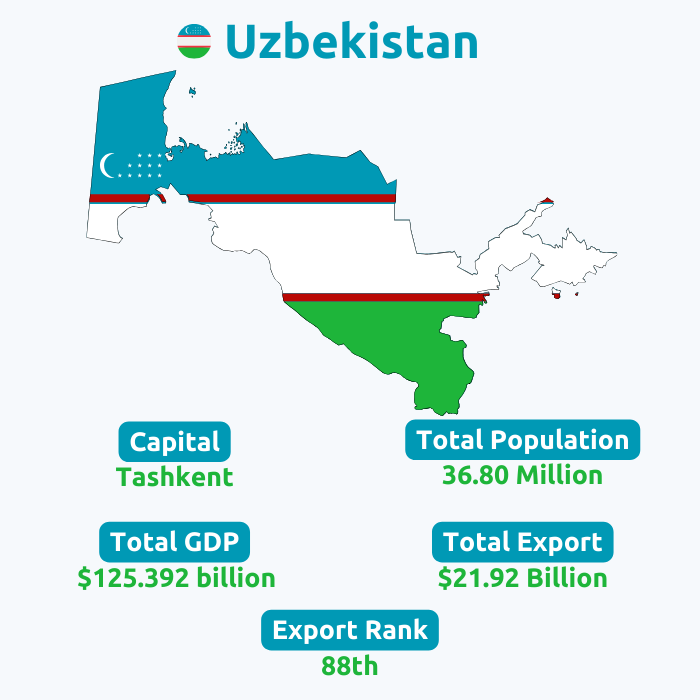 Uzbekistan
Capital
Tashkent
Total Population
36.80 Million
Total GDP
$125.392 billion
Total Export
$21.92 Billion
Export Rank
88th